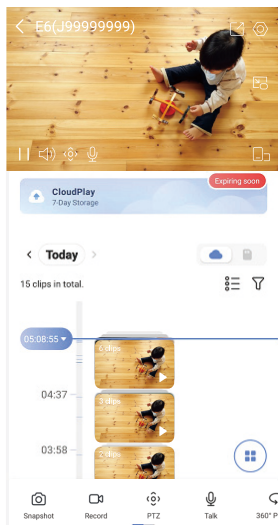 E6(J99999999)
Expiring soon
CloudPlay
7-Day Storage
Today
15 clips in total.
05:08:55
6 clips
04:37
2 clips
03:58
2 clips
Snapshot
Record
PTZ
Talk
360° P